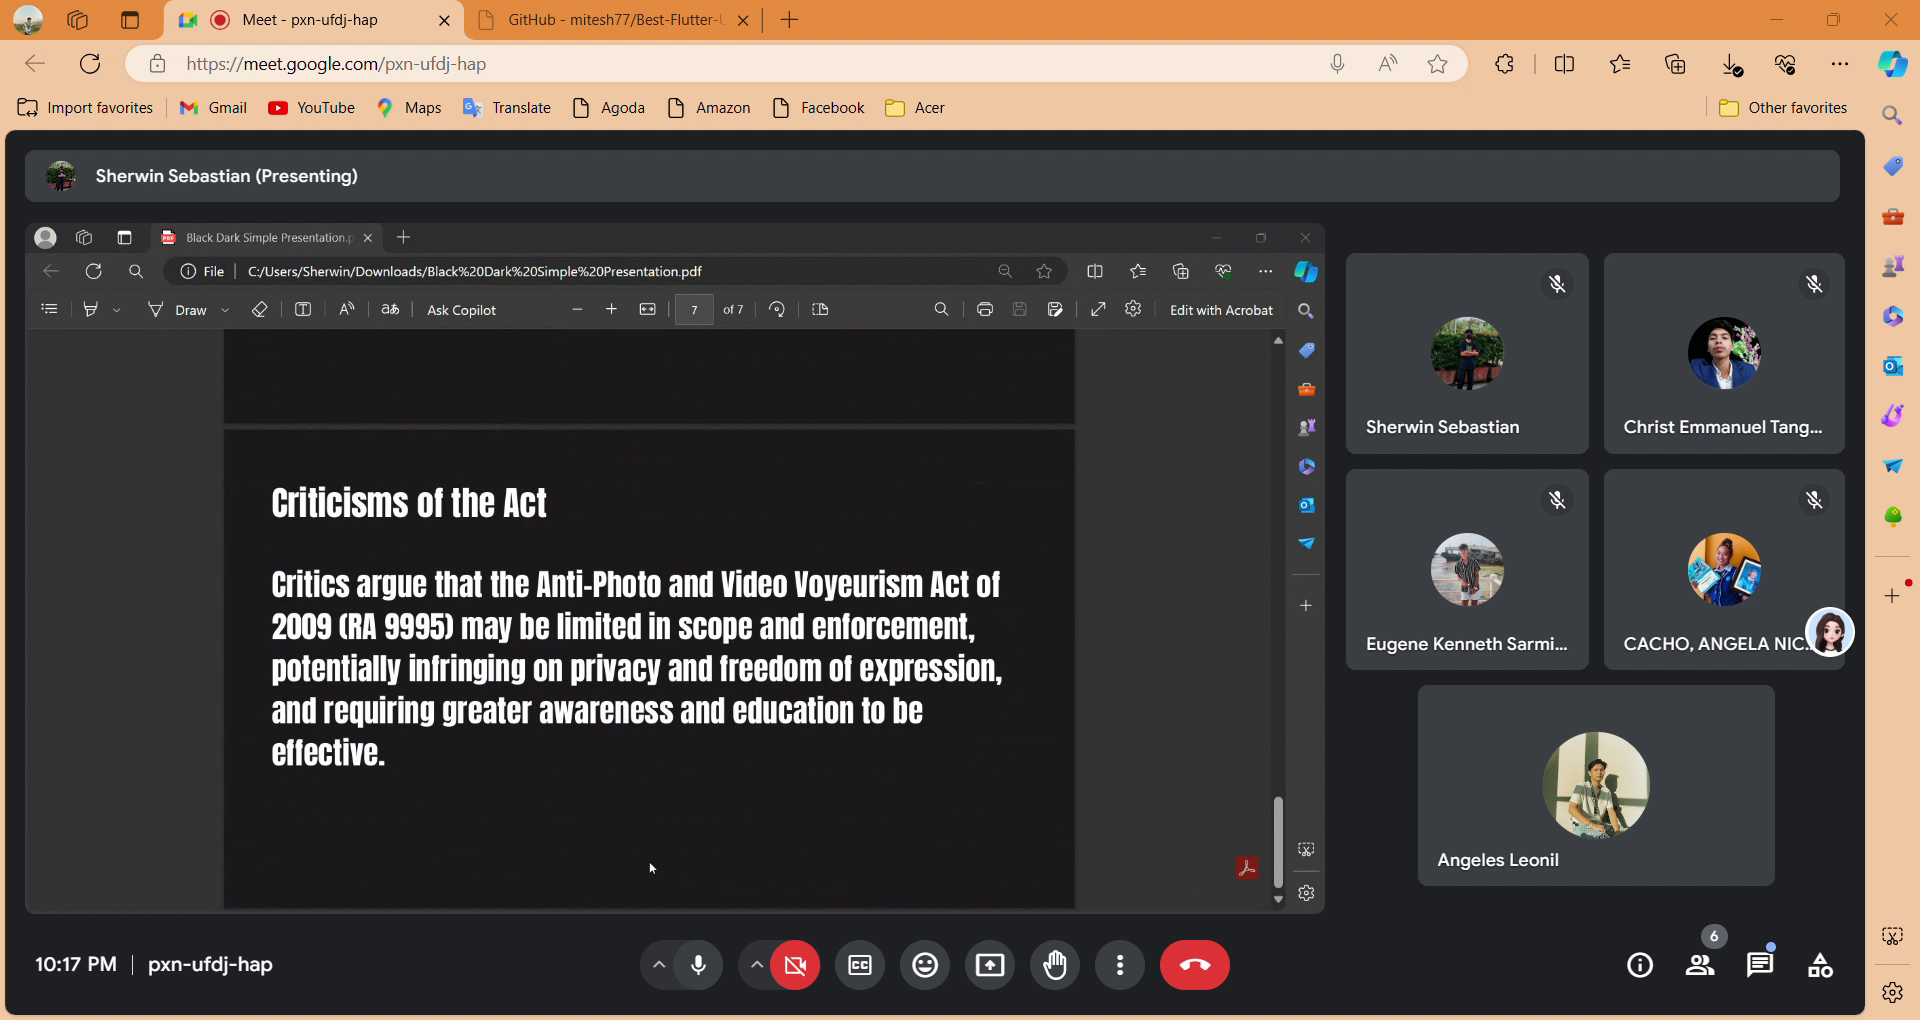 Meet - pxn-ufdj-hap
GitHub - mitesh77/Best-Flutter-U
https://meet.google.com/pxn-ufdj-hap
Import favorites
Gmail
YouTube
Maps
Translate
Agoda
Amazon
Facebook
Acer
Other favorites
Sherwin Sebastian (Presenting)
Black Dark Simple Presentation.p
File
C:/Users/Sherwin/Downloads/Black%20Dark%20Simple%20Presentation.pdf
Draw
aあ
Ask Copilot
7
of 7
Edit with Acrobat
Criticisms of the Act
Critics argue that the Anti-Photo and Video Voyeurism Act of
2009 (RA 9995) may be limited in scope and enforcement,
potentially infringing on privacy and freedom of expression,
and requiring greater awareness and education to be
effective.
Sherwin Sebastian
Christ Emmanuel Tang...
Eugene Kenneth Sarmi...
CACHO, ANGELA NIC...
Angeles Leonil
10:17 PM
pxn-ufdj-hap
CC
6